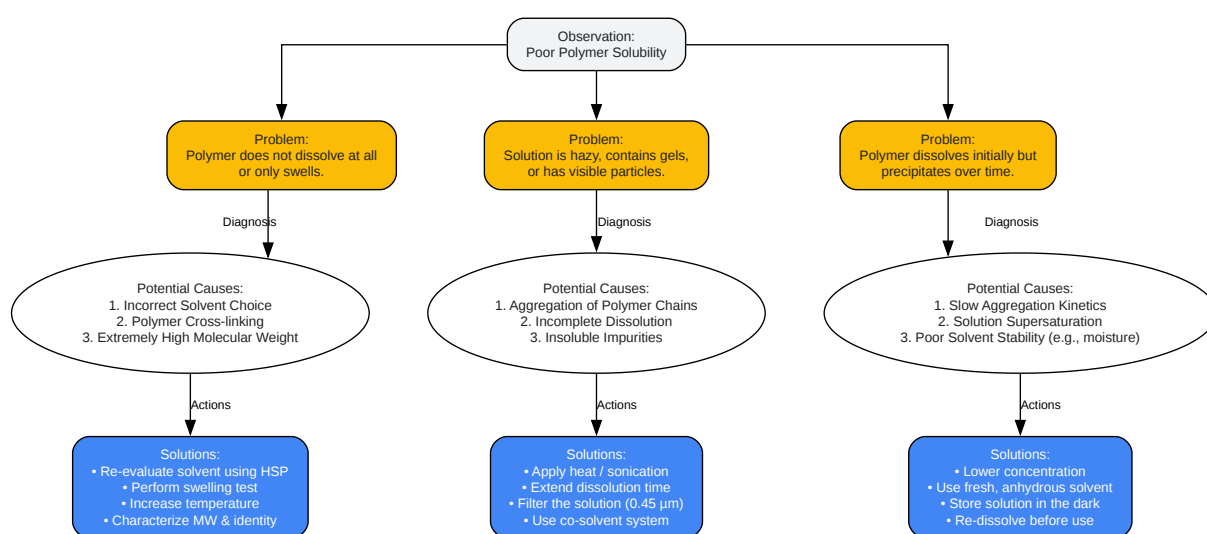 Observation:
Poor Polymer Solubility
Problem:
Polymer does not dissolve at all
or only swells.
Problem:
Solution is hazy, contains gels,
or has visible particles.
Problem:
Polymer dissolves initially but
precipitates over time.
Diagnosis
Diagnosis
Diagnosis
Potential Causes:
1. Incorrect Solvent Choice
2. Polymer Cross-linking
3. Extremely High Molecular Weight
Potential Causes:
1. Aggregation of Polymer Chains
2. Incomplete Dissolution
3. Insoluble Impurities
Potential Causes:
1. Slow Aggregation Kinetics
2. Solution Supersaturation
3. Poor Solvent Stability (e.g., moisture)
Actions
Actions
Actions
Solutions:
• Re-evaluate solvent using HSP
• Perform swelling test
• Increase temperature
• Characterize MW & identity
Solutions:
• Apply heat / sonication
• Extend dissolution time
• Filter the solution (0.45 µm)
• Use co-solvent system
Solutions:
• Lower concentration
• Use fresh, anhydrous solvent
• Store solution in the dark
• Re-dissolve before use